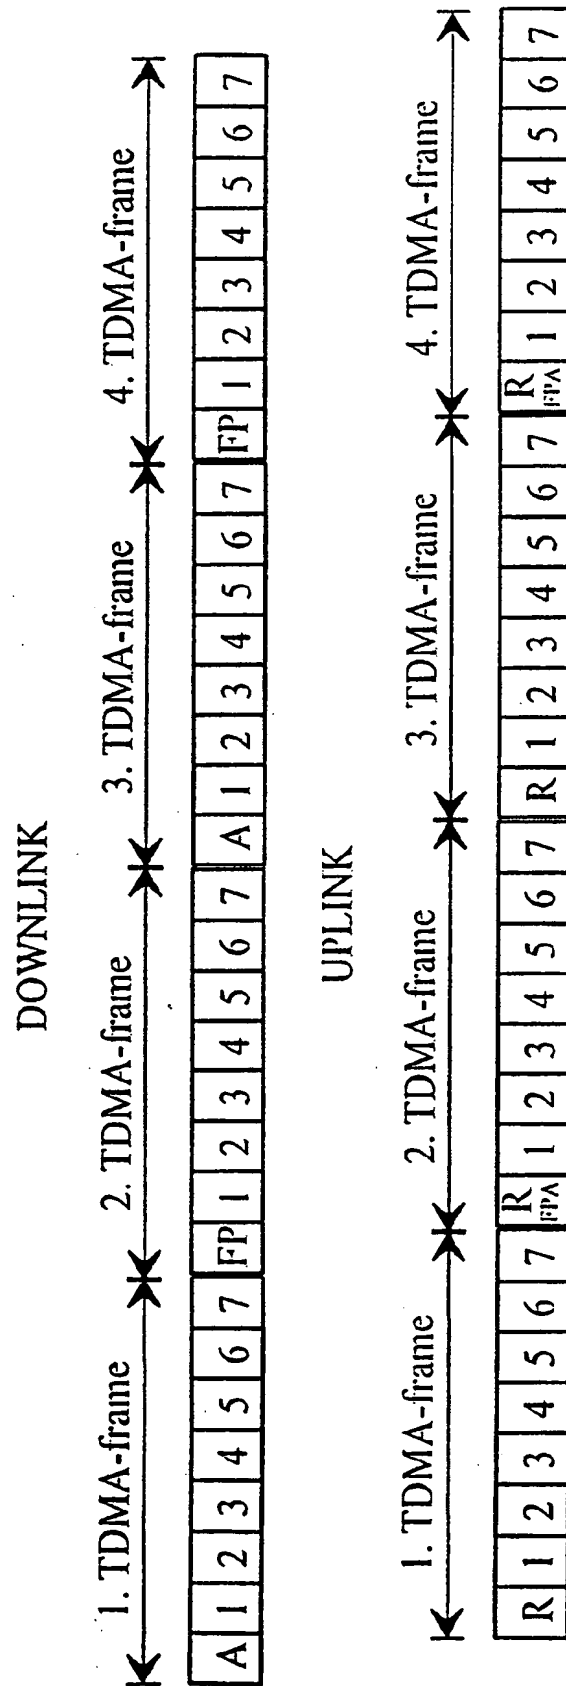 DOWNLINK
1. TDMA-frame 2. TDMA-frame 3. TDMA-frame 4. TDMA-frame
A 1 2 3 4 5 6 7 FP 1 2 3 4 5 6 7 A 1 2 3 4 5 6 7 FP 1 2 3 4 5 6 7
UPLINK
1. TDMA-frame 2. TDMA-frame 3. TDMA-frame 4. TDMA-frame
R 1 2 3 4 5 6 7 R FPA 1 2 3 4 5 6 7 R 1 2 3 4 5 6 7 R FPA 1 2 3 4 5 6 7